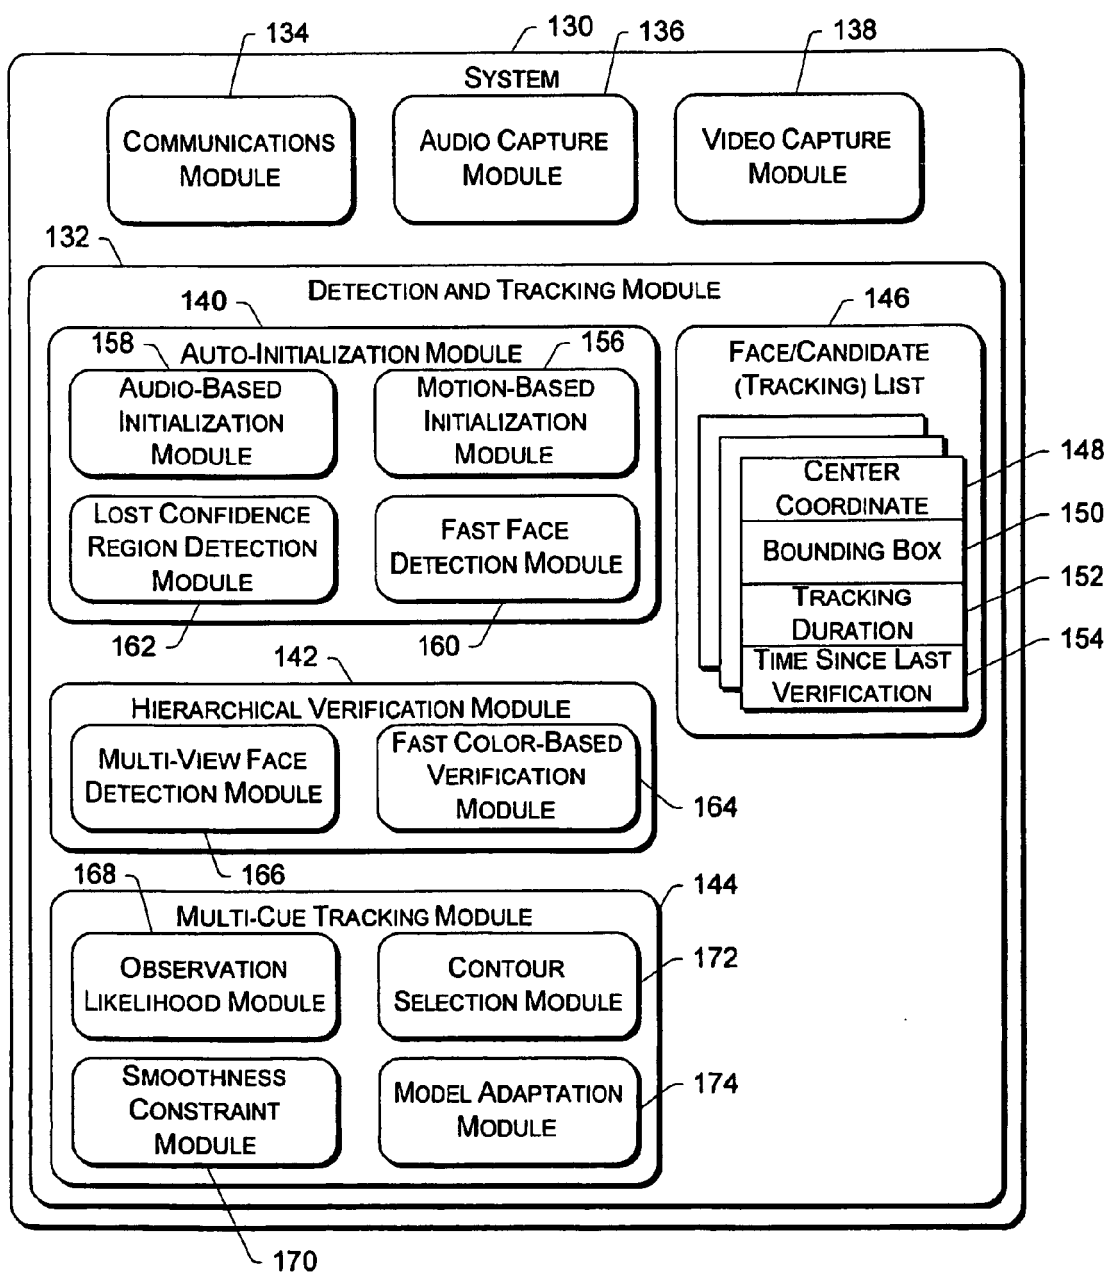 134
130
136
138
SYSTEM
COMMUNICATIONS
MODULE
AUDIO CAPTURE
MODULE
VIDEO CAPTURE
MODULE
132
DETECTION AND TRACKING MODULE
140
146
158
AUTO-INITIALIZATION MODULE
156
AUDIO-BASED
INITIALIZATION
MODULE
MOTION-BASED
INITIALIZATION
MODULE
LOST CONFIDENCE
REGION DETECTION
MODULE
FAST FACE
DETECTION MODULE
162
160
FACE/CANDIDATE
(TRACKING) LIST
CENTER
COORDINATE
148
BOUNDING BOX
150
TRACKING
DURATION
152
TIME SINCE LAST
VERIFICATION
154
142
HIERARCHICAL VERIFICATION MODULE
MULTI-VIEW FACE
DETECTION MODULE
FAST COLOR-BASED
VERIFICATION
MODULE
164
166
168
144
MULTI-CUE TRACKING MODULE
OBSERVATION
LIKELIHOOD MODULE
CONTOUR
SELECTION MODULE
172
SMOOTHNESS
CONSTRAINT
MODULE
MODEL ADAPTATION
MODULE
174
170